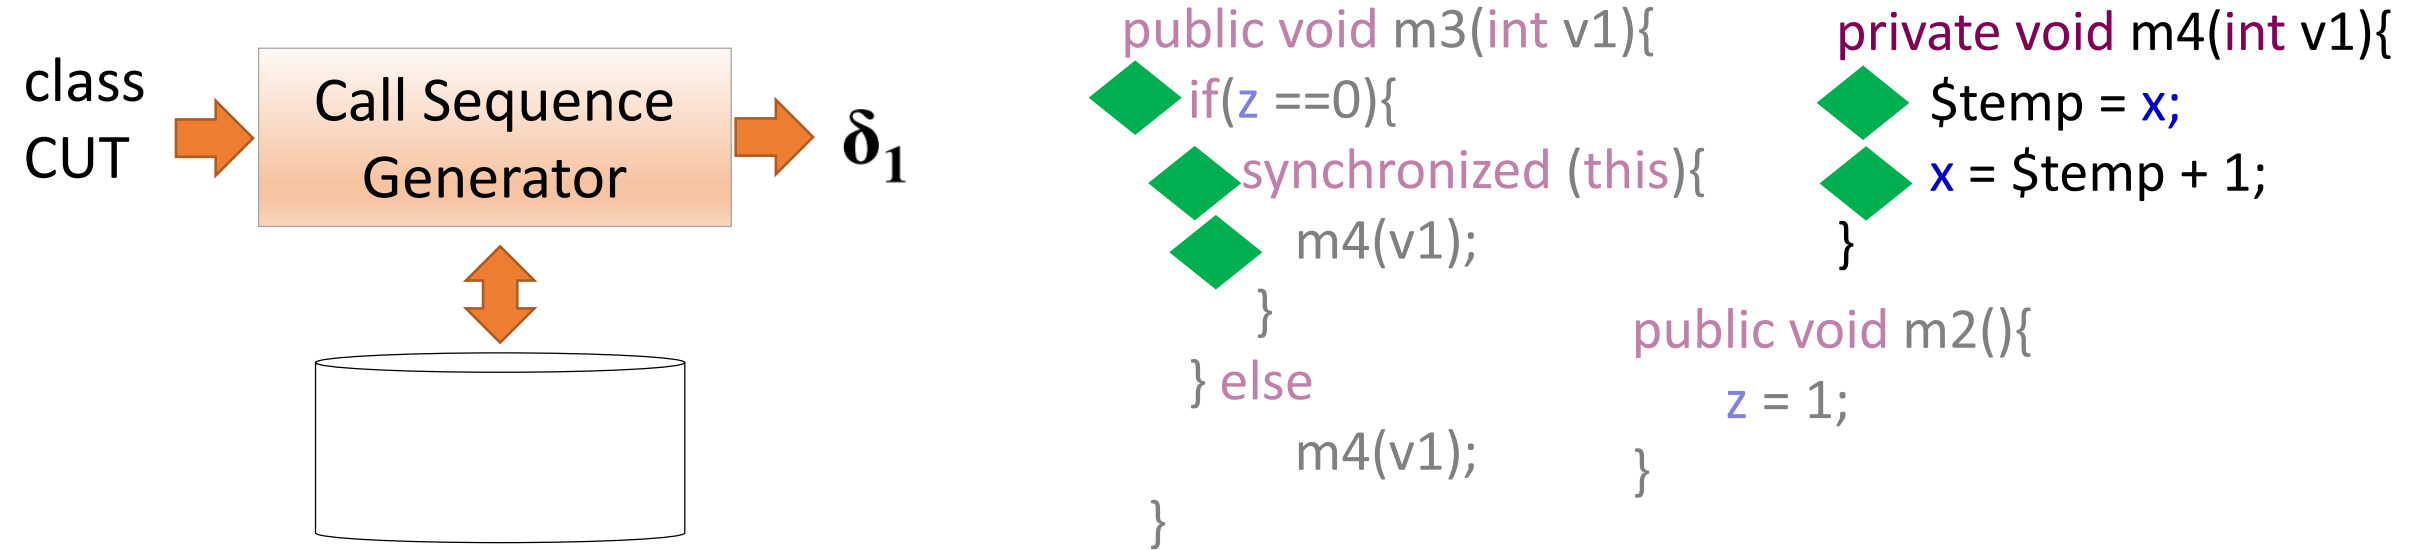 class
CUT
Call Sequence
Generator
δ1
public void m3(int v1){
if(z ==0){
synchronized (this){
m4(v1);
}
} else
m4(v1);
}
private void m4(int v1){
$temp = x;
x = $temp + 1;
}
public void m2(){
z = 1;
}